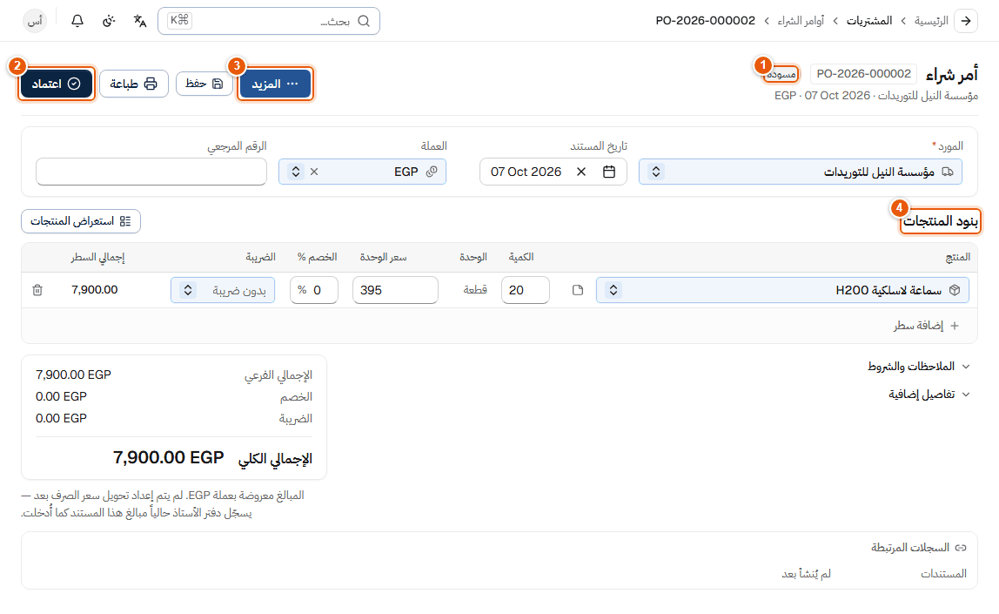 الرئيسية > المشتريات > أوامر الشراء > PO-2026-000002
بحث... ⌘K
أس
أمر شراء PO-2026-000002 مسودة 1
مؤسسة النيل للتوريدات · EGP · 07 Oct 2026
3 المزيد
حفظ
طباعة
2 اعتماد
المورد *
مؤسسة النيل للتوريدات
تاريخ المستند
07 Oct 2026
العملة
EGP
الرقم المرجعي
4 بنود المنتجات
استعراض المنتجات
المنتج الكمية الوحدة سعر الوحدة الخصم % الضريبة إجمالي السطر
سماعة لاسلكية H200 20 قطعة 395 0 % بدون ضريبة 7,900.00
+ إضافة سطر
الملاحظات والشروط
تفاصيل إضافية
الإجمالي الفرعي 7,900.00 EGP
الخصم 0.00 EGP
الضريبة 0.00 EGP
الإجمالي الكلي 7,900.00 EGP
المبالغ معروضة بعملة EGP. لم يتم إعداد تحويل سعر الصرف بعد —
يسجّل دفتر الأستاذ حالياً مبالغ هذا المستند كما أُدخلت.
السجلات المرتبطة
المستندات لم يُنشأ بعد